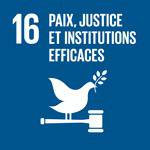 16 PAIX, JUSTICE
ET INSTITUTIONS
EFFICACES